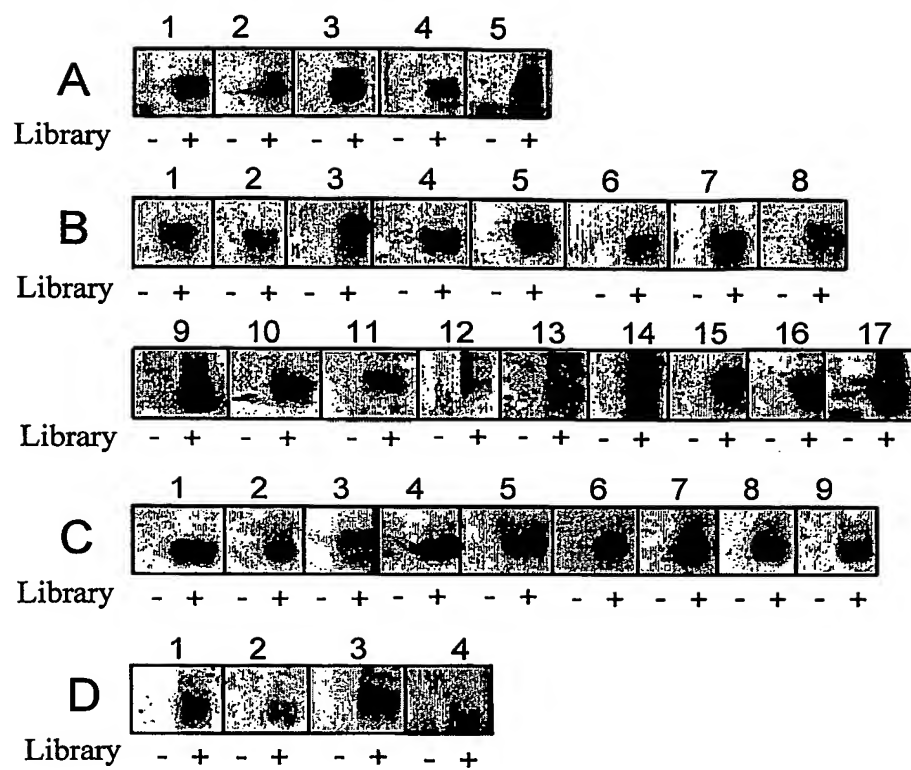 1 2 3 4 5
A
Library - + - + - + - + - +
1 2 3 4 5 6 7 8
B
Library - + - + - + - + - + - + - + - +
9 10 11 12 13 14 15 16 17
Library - + - + - + - + - + - + - + - + - +
1 2 3 4 5 6 7 8 9
C
Library - + - + - + - + - + - + - + - + - +
1 2 3 4
D
Library - + - + - + - +